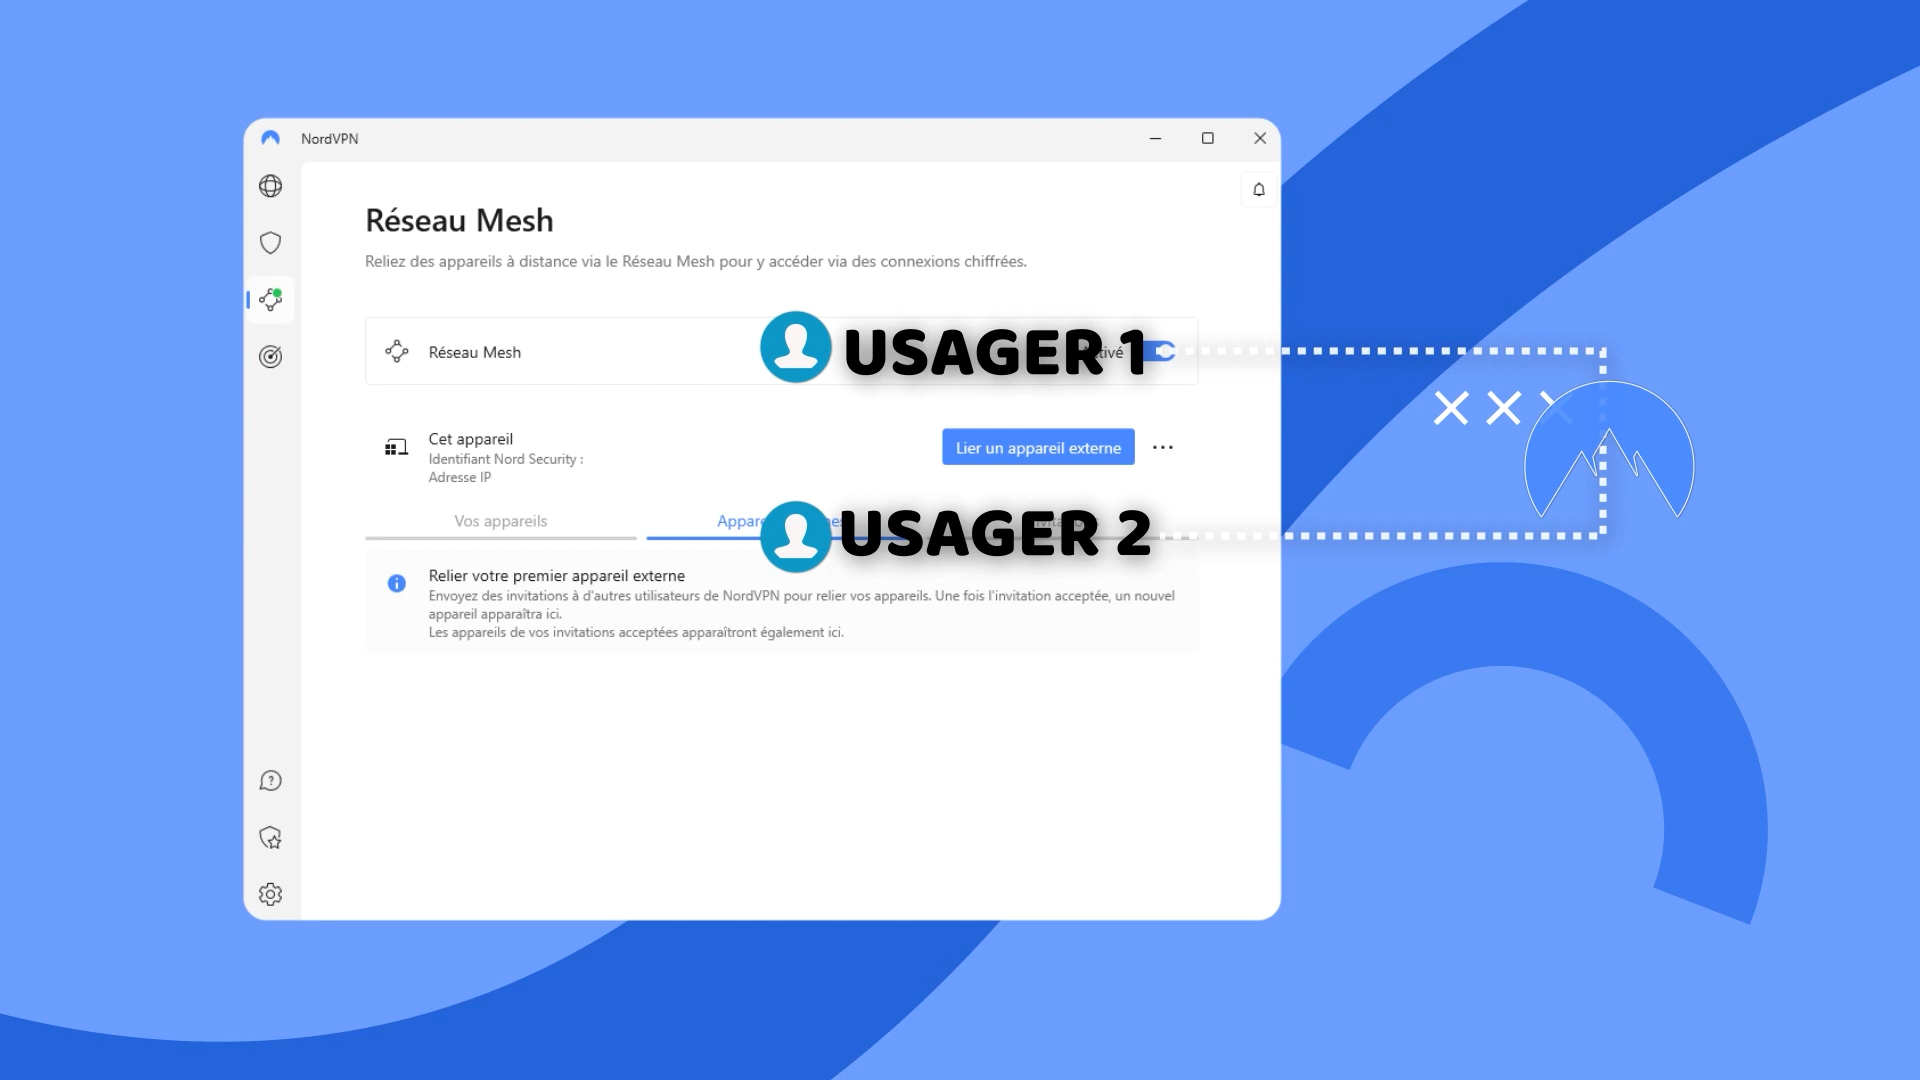 NordVPN
Réseau Mesh
Reliez des appareils à distance via le Réseau Mesh pour y accéder via des connexions chiffrées.
Réseau Mesh
USAGER 1
Cet appareil
Identifiant Nord Security :
Adresse IP
Lier un appareil externe
Vos appareils
USAGER 2
Relier votre premier appareil externe
Envoyez des invitations à d'autres utilisateurs de NordVPN pour relier vos appareils. Une fois l'invitation acceptée, un nouvel
appareil apparaîtra ici.
Les appareils de vos invitations acceptées apparaîtront également ici.